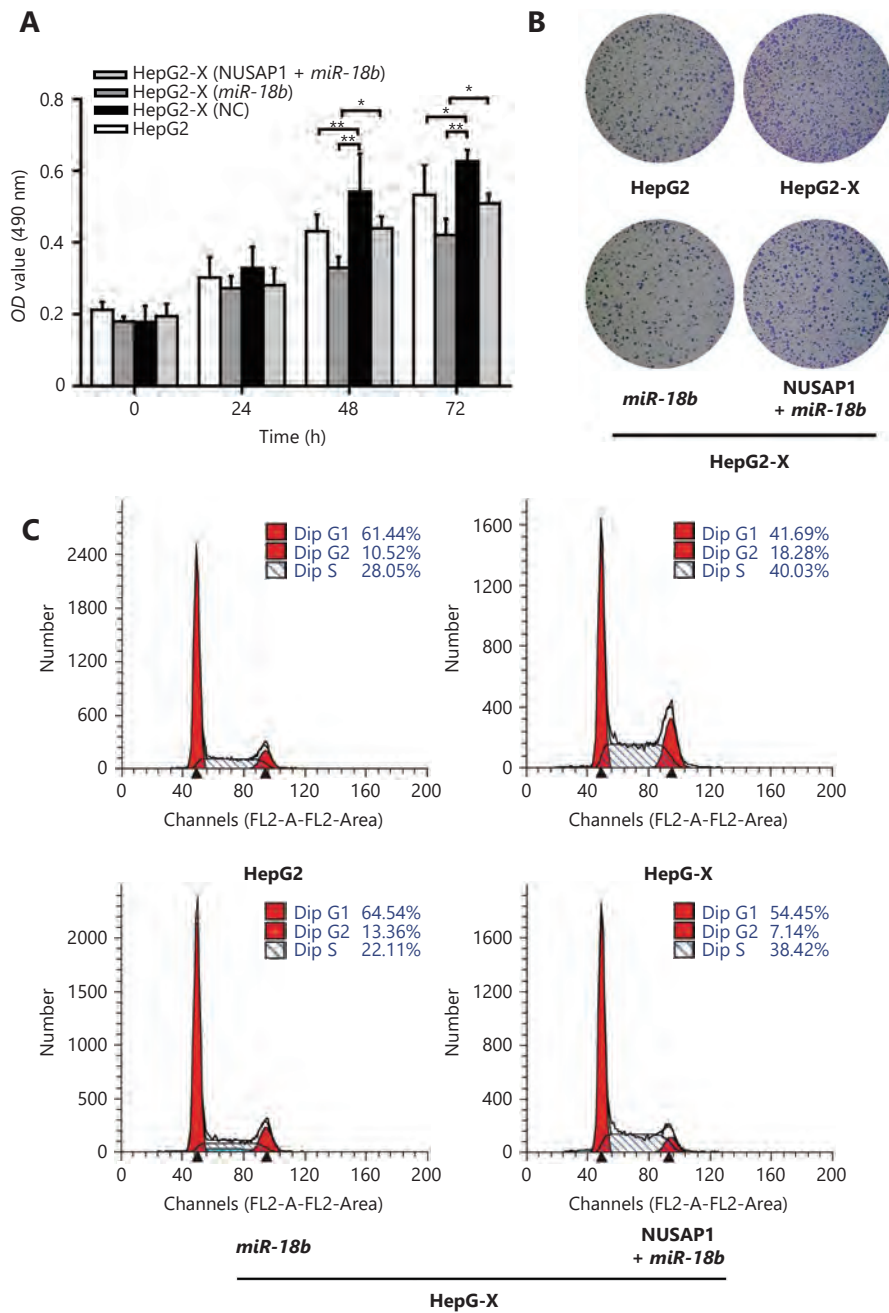 A
HepG2-X (NUSAP1 + miR-18b)
HepG2-X (miR-18b)
HepG2-X (NC)
HepG2
OD value (490 nm)
0.8
0.6
0.4
0.2
0
* ** ** *
* ** *
0 24 48 72
Time (h)
B
HepG2 HepG2-X
miR-18b NUSAP1
+ miR-18b
HepG2-X
C
Dip G1 61.44%
Dip G2 10.52%
Dip S 28.05%
Number
2400
1800
1200
600
0
0 40 80 120 160 200
Channels (FL2-A-FL2-Area)
HepG2
Dip G1 41.69%
Dip G2 18.28%
Dip S 40.03%
Number
1600
1200
800
400
0
0 40 80 120 160 200
Channels (FL2-A-FL2-Area)
HepG-X
Dip G1 64.54%
Dip G2 13.36%
Dip S 22.11%
Number
2000
1500
1000
500
0
0 40 80 120 160 200
Channels (FL2-A-FL2-Area)
miR-18b
Dip G1 54.45%
Dip G2 7.14%
Dip S 38.42%
Number
1600
1200
800
400
0
0 40 80 120 160 200
Channels (FL2-A-FL2-Area)
NUSAP1
+ miR-18b
HepG-X